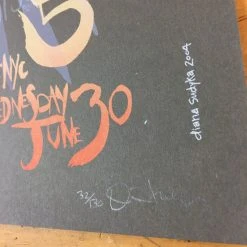 5
NYC
WEDNESDAY
JUNE 30
32/130
diana sudyka 2004